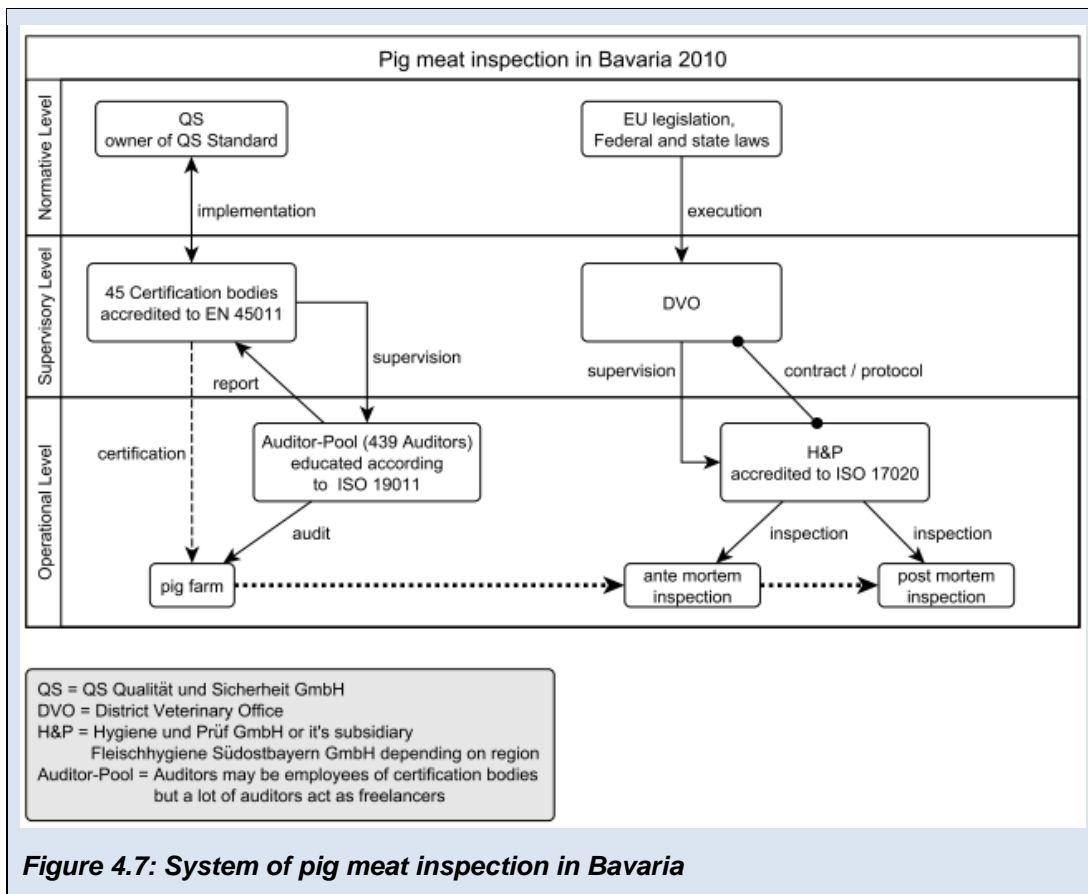 Pig meat inspection in Bavaria 2010
Normative Level
QS
owner of QS Standard
EU legislation,
Federal and state laws
implementation
execution
Supervisory Level
45 Certification bodies
accredited to EN 45011
DVO
supervision
report
supervision
contract / protocol
Operational Level
certification
Auditor-Pool (439 Auditors)
educated according
to ISO 19011
H&P
accredited to ISO 17020
audit
inspection
inspection
pig farm
ante mortem
inspection
post mortem
inspection
QS = QS Qualität und Sicherheit GmbH
DVO = District Veterinary Office
H&P = Hygiene und Prüf GmbH or it's subsidiary
Fleischhygiene Südostbayern GmbH depending on region
Auditor-Pool = Auditors may be employees of certification bodies
but a lot of auditors act as freelancers
Figure 4.7: System of pig meat inspection in Bavaria